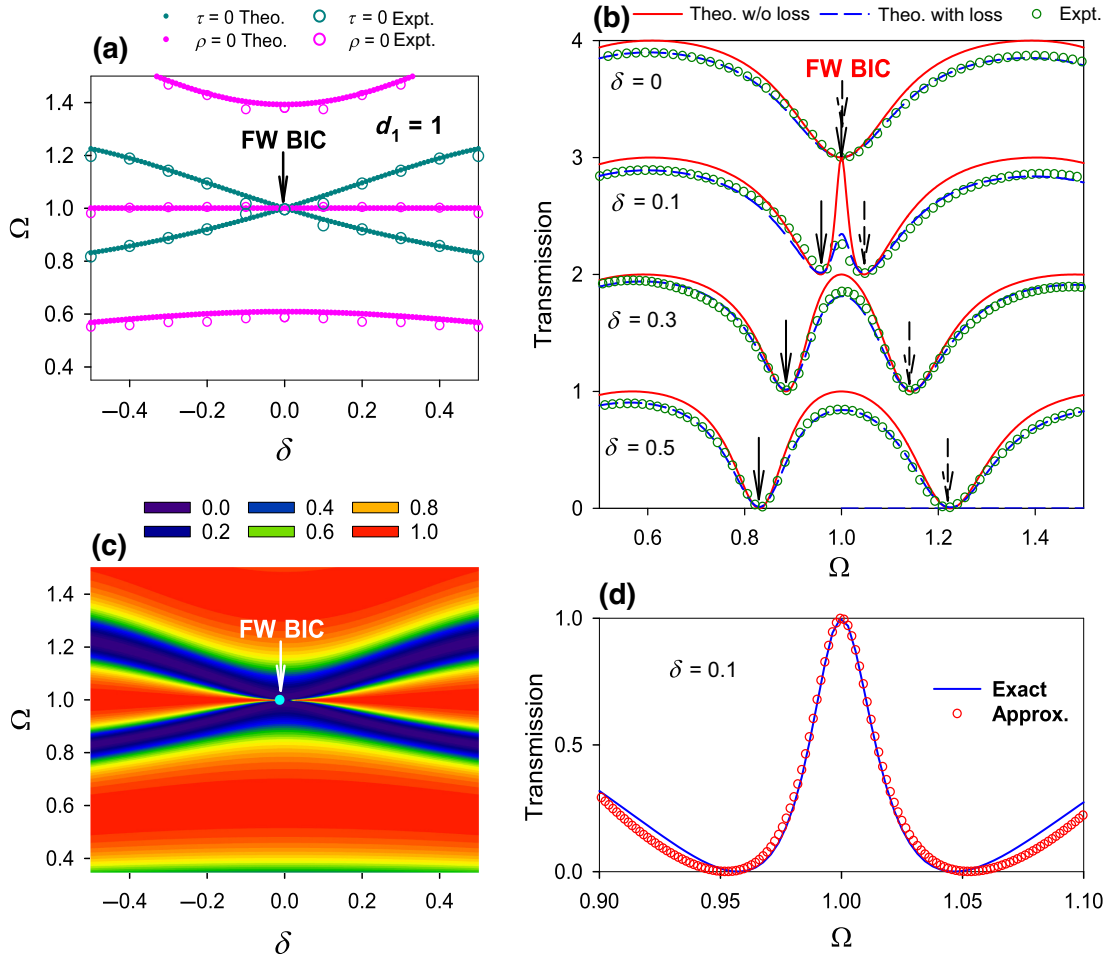 (a)
τ = 0 Theo. τ = 0 Expt.
ρ = 0 Theo. ρ = 0 Expt.
1.4
1.2
1.0
0.8
0.6
0.4
Ω
d₁ = 1
FW BIC
−0.4 −0.2 0.0 0.2 0.4
δ
(b)
Theo. w/o loss Theo. with loss Expt.
4
3
2
1
0
Transmission
FW BIC
δ = 0
δ = 0.1
δ = 0.3
δ = 0.5
0.6 0.8 1.0 1.2 1.4
Ω
0.0 0.4 0.8
0.2 0.6 1.0
(c)
1.4
1.2
1.0
0.8
0.6
0.4
Ω
FW BIC
−0.4 −0.2 0.0 0.2 0.4
δ
(d)
1.0
0.5
0.0
Transmission
δ = 0.1
Exact
Approx.
0.90 0.95 1.00 1.05 1.10
Ω